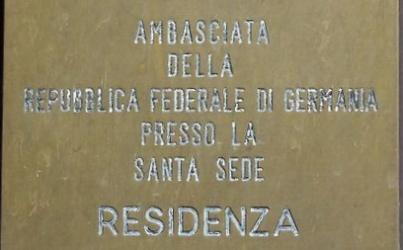 AMBASCIATA
DELLA
REPUBBLICA FEDERALE DI GERMANIA
PRESSO LA
SANTA SEDE
RESIDENZA